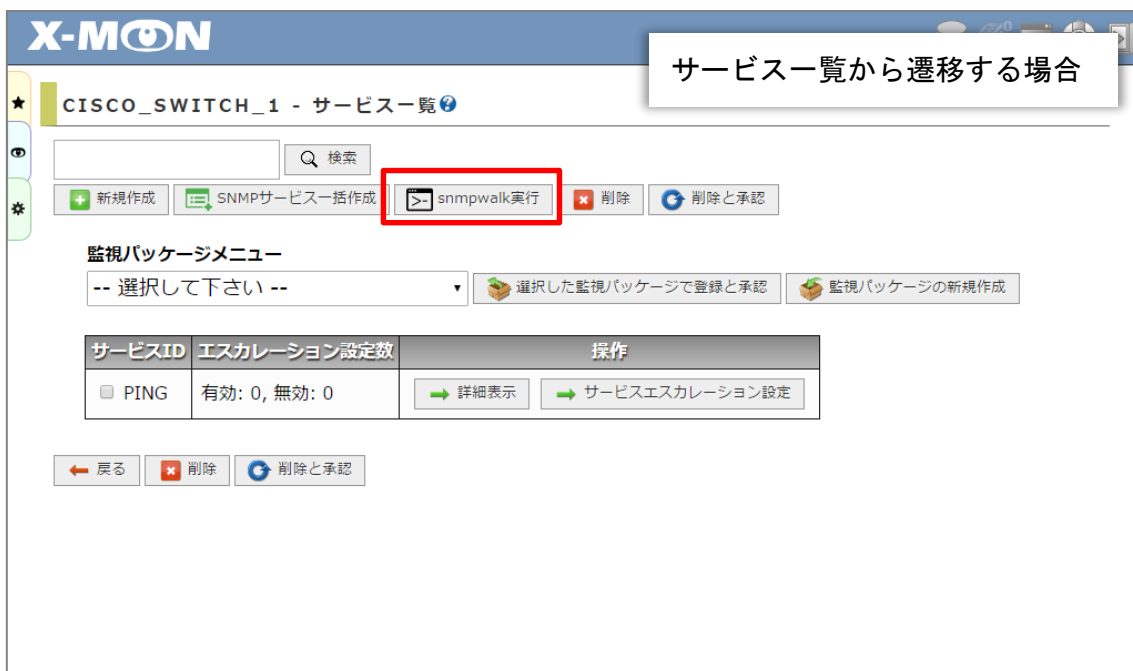 X-MON
サービス一覧から遷移する場合
CISCO_SWITCH_1 - サービス一覧
検索
新規作成 SNMPサービス一括作成 snmpwalk実行 削除 削除と承認
監視パッケージメニュー
-- 選択して下さい -- 選択した監視パッケージで登録と承認 監視パッケージの新規作成
サービスID エスカレーション設定数 操作
PING 有効: 0, 無効: 0 詳細表示 サービスエスカレーション設定
戻る 削除 削除と承認